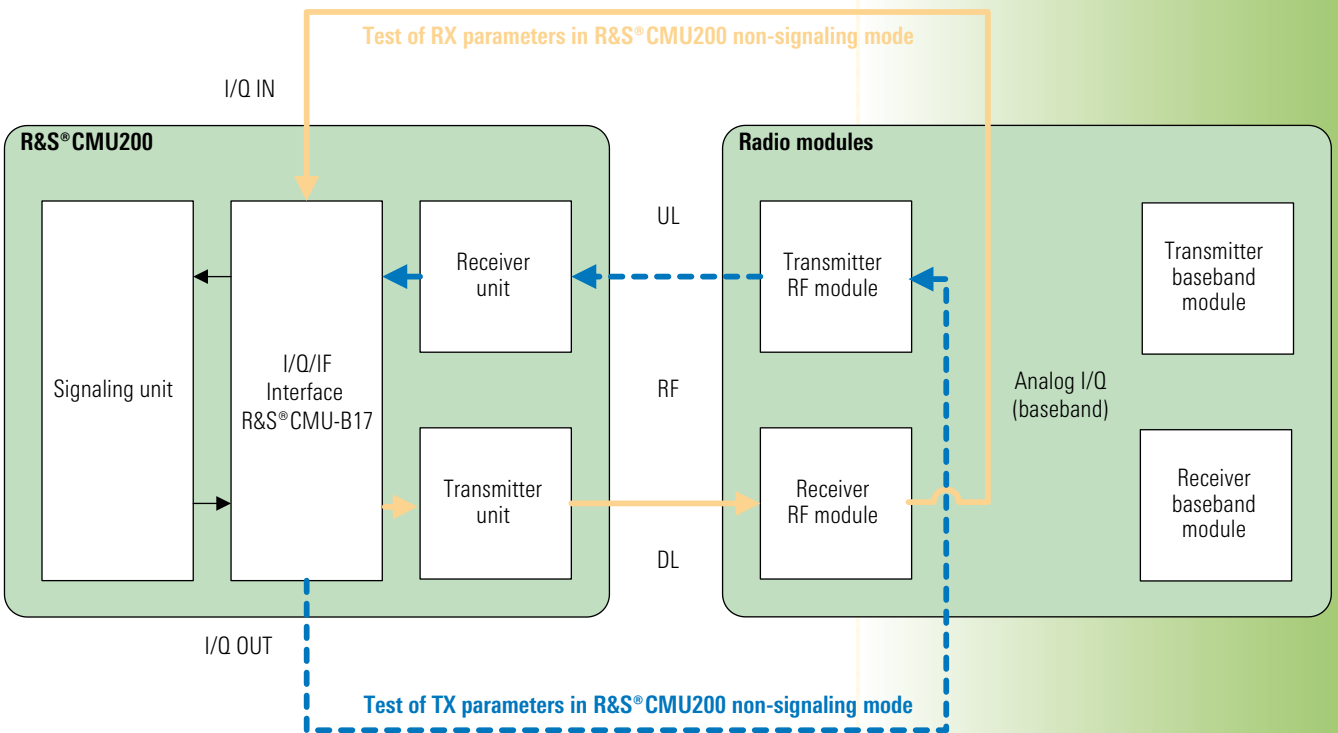 Test of RX parameters in R&S®CMU200 non-signaling mode
I/Q IN
R&S®CMU200
Signaling unit
I/Q/IF
Interface
R&S®CMU-B17
Receiver
unit
Transmitter
unit
UL
RF
DL
Radio modules
Transmitter
RF module
Receiver
RF module
Analog I/Q
(baseband)
Transmitter
baseband
module
Receiver
baseband
module
I/Q OUT
Test of TX parameters in R&S®CMU200 non-signaling mode